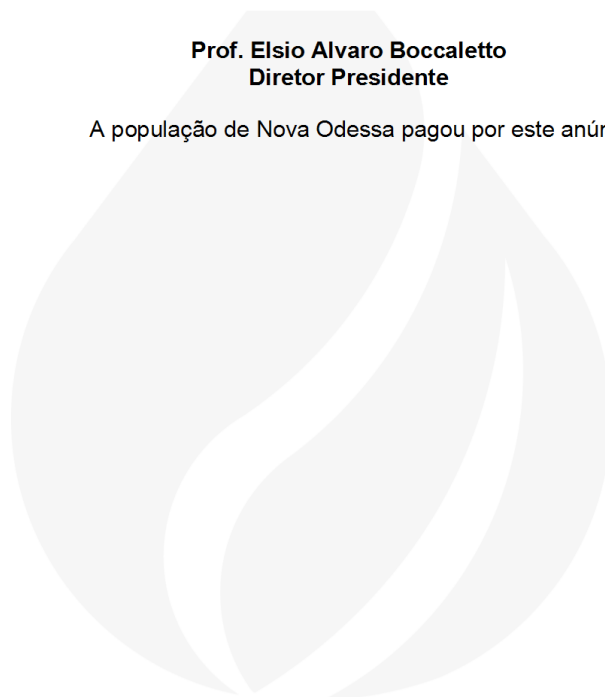 Prof. Elsio Alvaro Boccaletto
Diretor Presidente
A população de Nova Odessa pagou por este